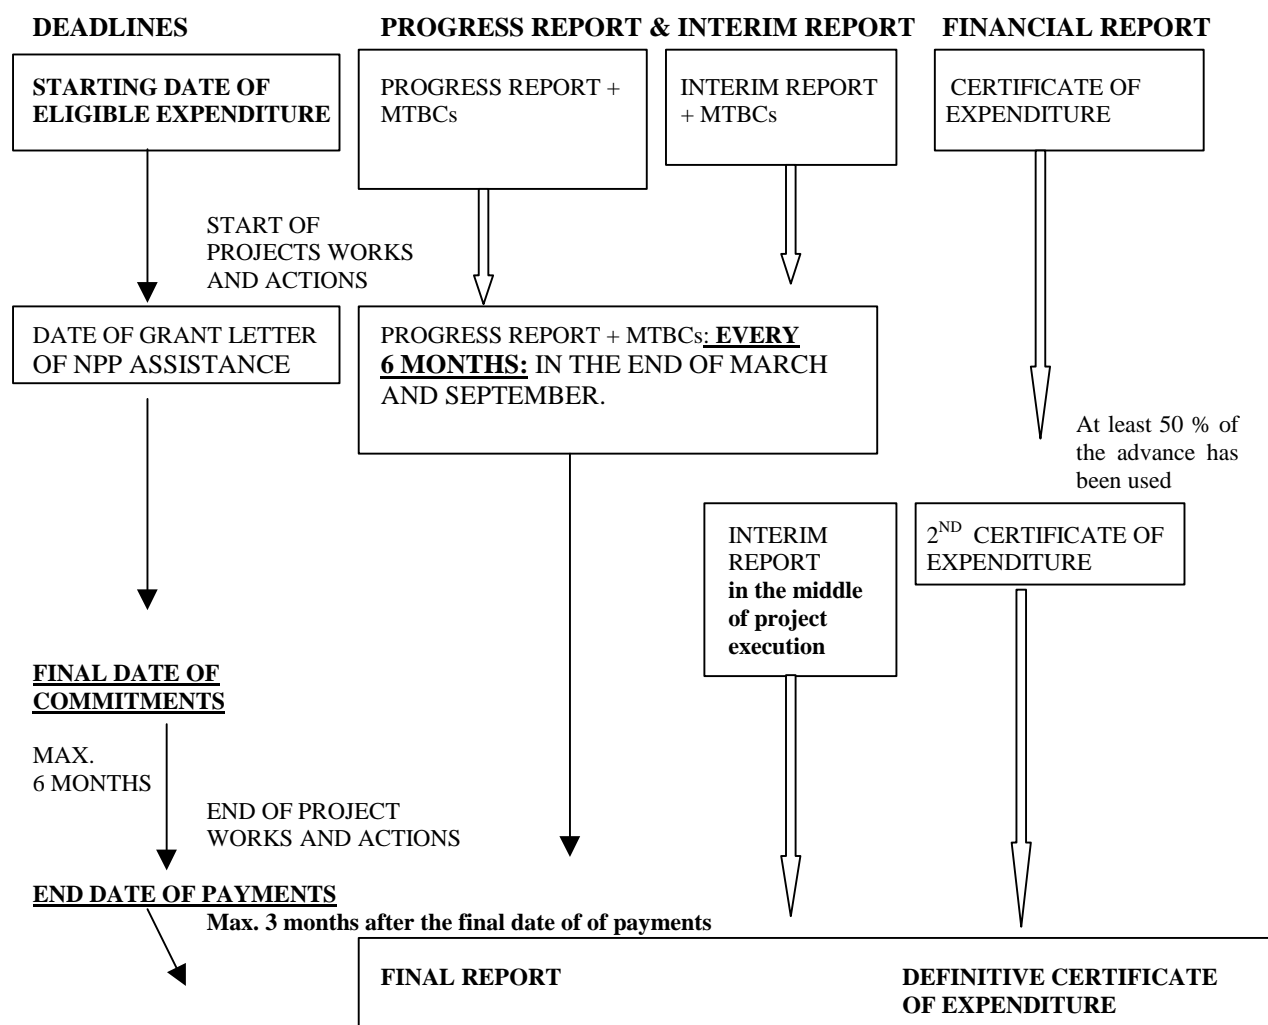 DEADLINES
PROGRESS REPORT & INTERIM REPORT
FINANCIAL REPORT
STARTING DATE OF
ELIGIBLE EXPENDITURE
PROGRESS REPORT +
MTBCs
INTERIM REPORT
+ MTBCs
CERTIFICATE OF
EXPENDITURE
START OF
PROJECTS WORKS
AND ACTIONS
DATE OF GRANT LETTER
OF NPP ASSISTANCE
PROGRESS REPORT + MTBCs: EVERY
6 MONTHS: IN THE END OF MARCH
AND SEPTEMBER.
At least 50 % of
the advance has
been used
INTERIM
REPORT
in the middle
of project
execution
2ND CERTIFICATE OF
EXPENDITURE
FINAL DATE OF
COMMITMENTS
MAX.
6 MONTHS
END OF PROJECT
WORKS AND ACTIONS
END DATE OF PAYMENTS
Max. 3 months after the final date of of payments
FINAL REPORT
DEFINITIVE CERTIFICATE
OF EXPENDITURE